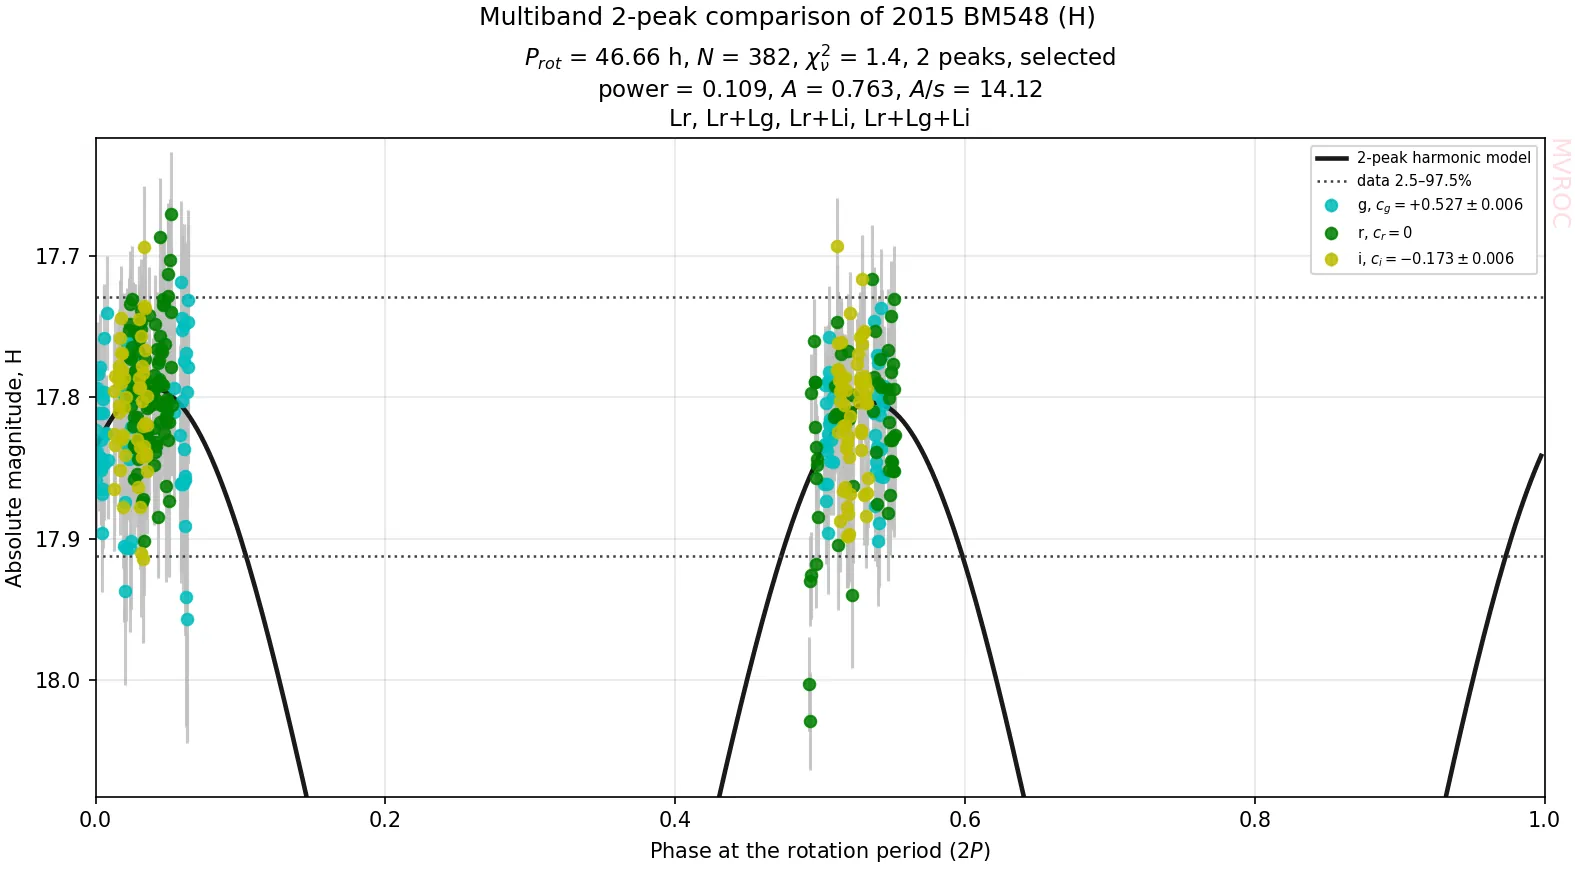 Multiband 2-peak comparison of 2015 BM548 (H)
P_rot = 46.66 h, N = 382, χ²_ν = 1.4, 2 peaks, selected
power = 0.109, A = 0.763, A/s = 14.12
Lr, Lr+Lg, Lr+Li, Lr+Lg+Li
2-peak harmonic model
data 2.5–97.5%
g, c_g = +0.527 ± 0.006
r, c_r = 0
i, c_i = −0.173 ± 0.006
MVROC
Absolute magnitude, H
17.7
17.8
17.9
18.0
0.0 0.2 0.4 0.6 0.8 1.0
Phase at the rotation period (2P)